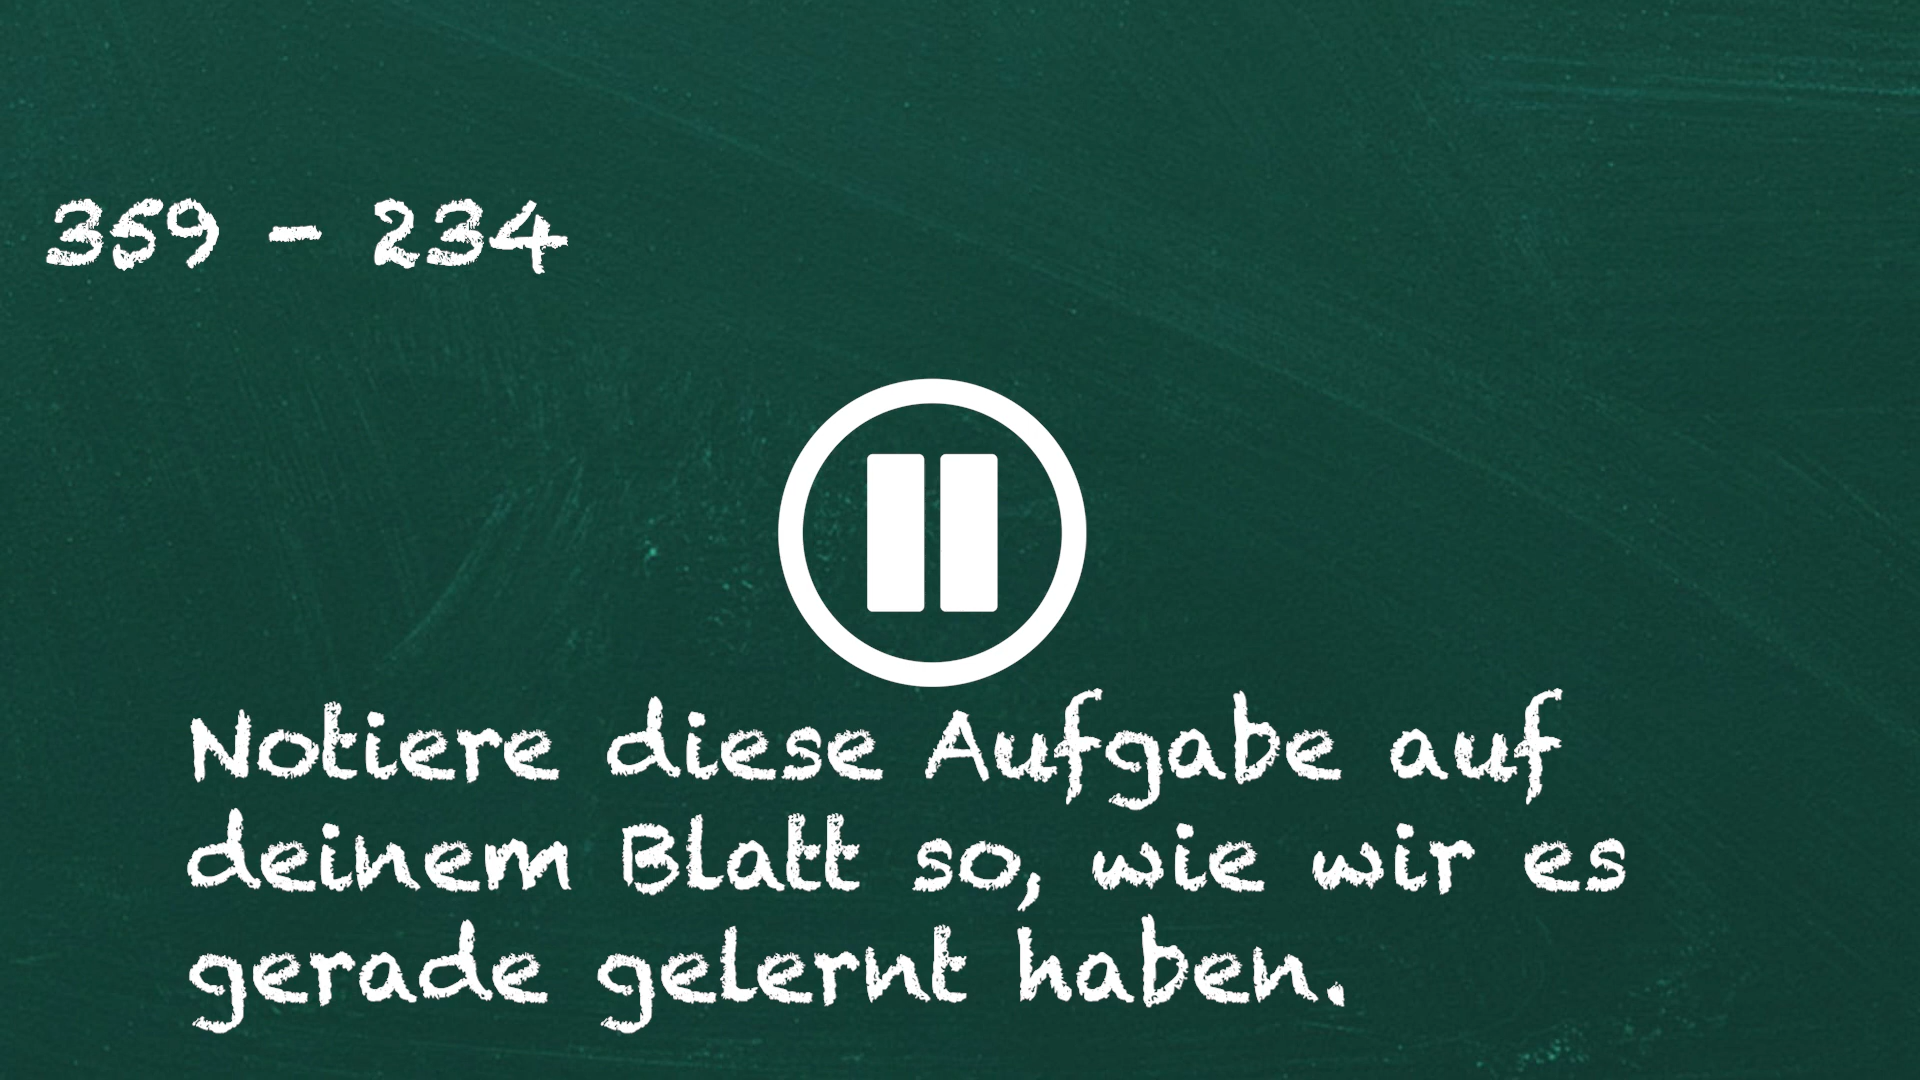 359 - 234
Notiere diese Aufgabe auf
deinem Blatt so, wie wir es
gerade gelernt haben.